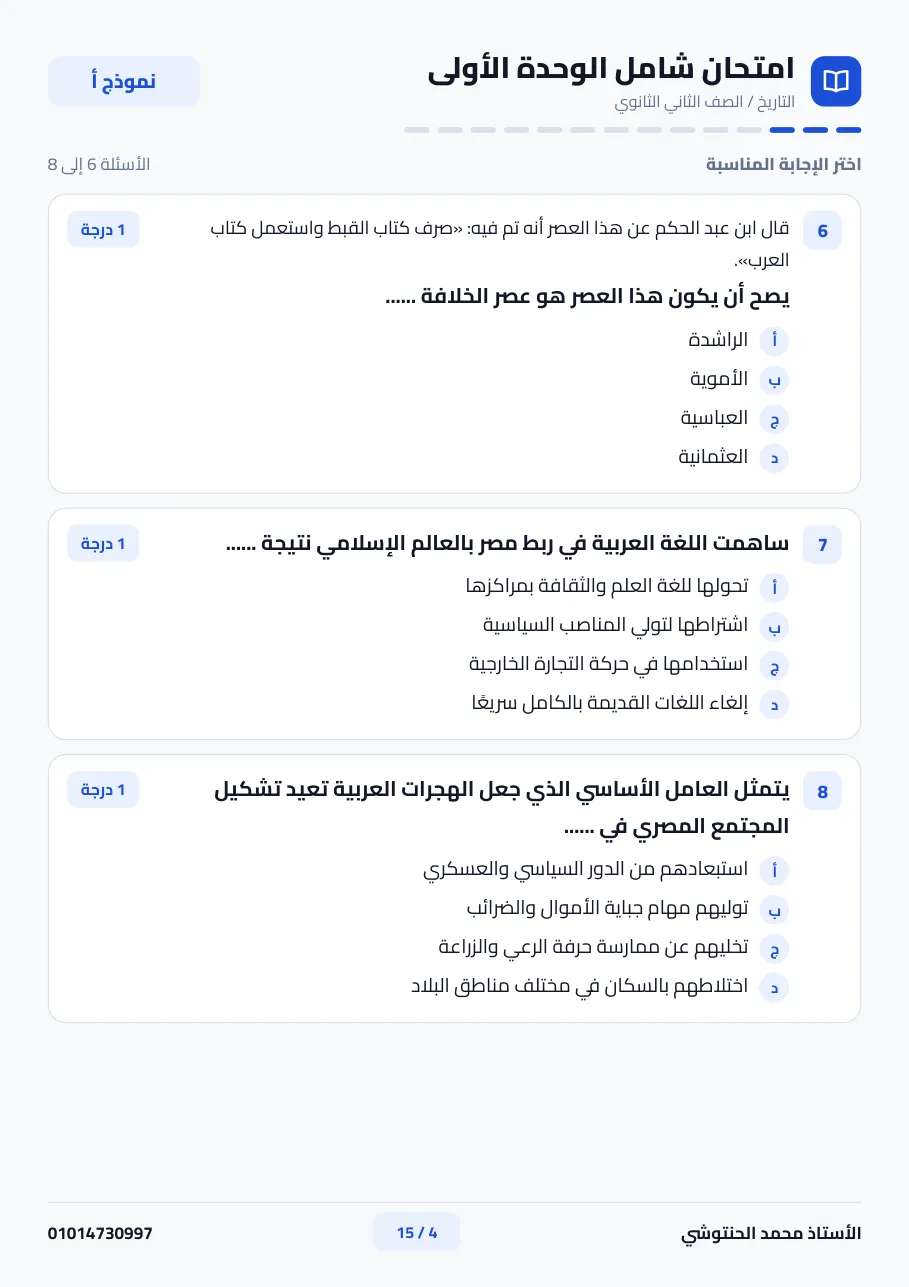 امتحان شامل الوحدة الأولى
التاريخ / الصف الثاني الثانوي
نموذج أ
اختر الإجابة المناسبة
الأسئلة 6 إلى 8
6
قال ابن عبد الحكم عن هذا العصر أنه تم فيه: «صرف كتاب القبط واستعمل كتاب
العرب».
1 درجة
يصح أن يكون هذا العصر هو عصر الخلافة ......
أ الراشدة
ب الأموية
ج العباسية
د العثمانية
7 ساهمت اللغة العربية في ربط مصر بالعالم الإسلامي نتيجة ......
1 درجة
أ تحولها للغة العلم والثقافة بمراكزها
ب اشتراطها لتولي المناصب السياسية
ج استخدامها في حركة التجارة الخارجية
د إلغاء اللغات القديمة بالكامل سريعًا
8 يتمثل العامل الأساسي الذي جعل الهجرات العربية تعيد تشكيل
المجتمع المصري في ......
1 درجة
أ استبعادهم من الدور السياسي والعسكري
ب توليهم مهام جباية الأموال والضرائب
ج تخليهم عن ممارسة حرفة الرعي والزراعة
د اختلاطهم بالسكان في مختلف مناطق البلاد
الأستاذ محمد الحنتوشي
4 / 15
01014730997